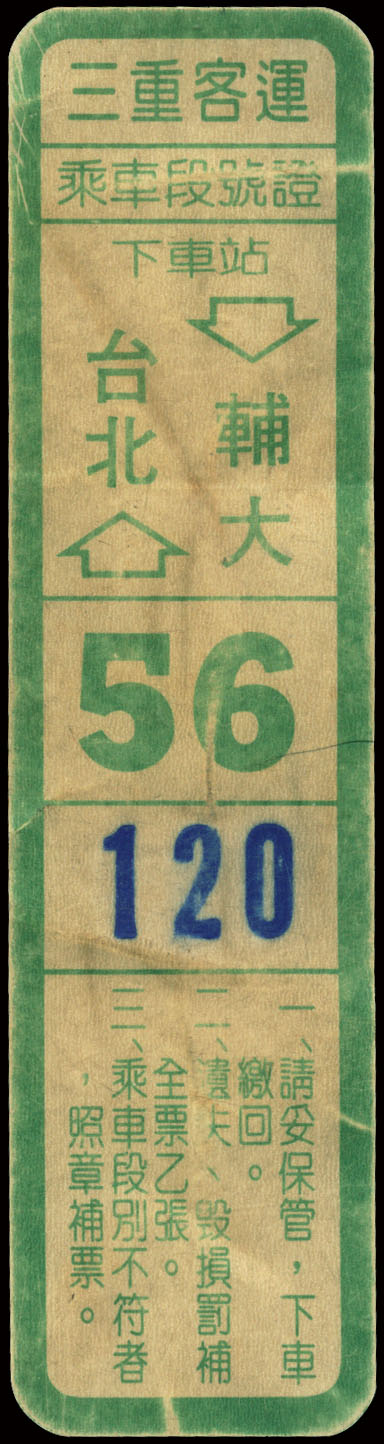 三重客運
乘車段號證
下車站
輔大
台北
56
120
一、請妥保管,下車
繳回。
二、遺失、毀損罰補
全票乙張。
三、乘車段別不符者
,照章補票。